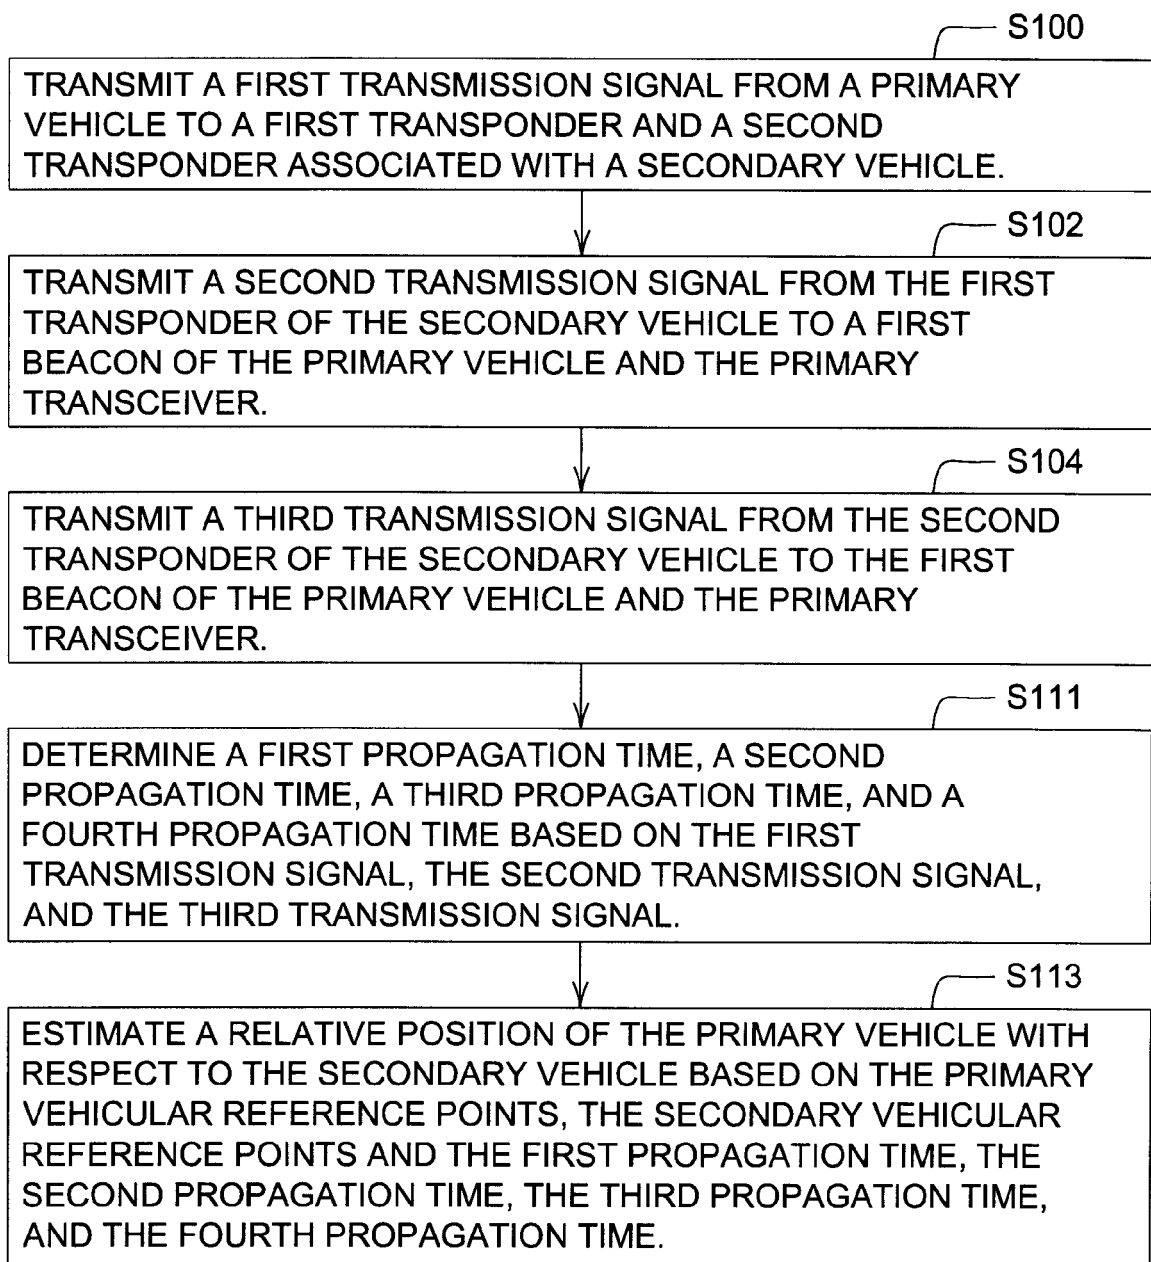 S100
TRANSMIT A FIRST TRANSMISSION SIGNAL FROM A PRIMARY
VEHICLE TO A FIRST TRANSPONDER AND A SECOND
TRANSPONDER ASSOCIATED WITH A SECONDARY VEHICLE.
S102
TRANSMIT A SECOND TRANSMISSION SIGNAL FROM THE FIRST
TRANSPONDER OF THE SECONDARY VEHICLE TO A FIRST
BEACON OF THE PRIMARY VEHICLE AND THE PRIMARY
TRANSCEIVER.
S104
TRANSMIT A THIRD TRANSMISSION SIGNAL FROM THE SECOND
TRANSPONDER OF THE SECONDARY VEHICLE TO THE FIRST
BEACON OF THE PRIMARY VEHICLE AND THE PRIMARY
TRANSCEIVER.
S111
DETERMINE A FIRST PROPAGATION TIME, A SECOND
PROPAGATION TIME, A THIRD PROPAGATION TIME, AND A
FOURTH PROPAGATION TIME BASED ON THE FIRST
TRANSMISSION SIGNAL, THE SECOND TRANSMISSION SIGNAL,
AND THE THIRD TRANSMISSION SIGNAL.
S113
ESTIMATE A RELATIVE POSITION OF THE PRIMARY VEHICLE WITH
RESPECT TO THE SECONDARY VEHICLE BASED ON THE PRIMARY
VEHICULAR REFERENCE POINTS, THE SECONDARY VEHICULAR
REFERENCE POINTS AND THE FIRST PROPAGATION TIME, THE
SECOND PROPAGATION TIME, THE THIRD PROPAGATION TIME,
AND THE FOURTH PROPAGATION TIME.